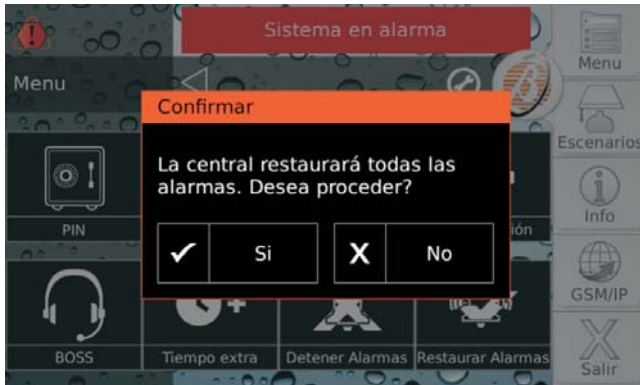 Sistema en alarma
Menu
Menu
Confirmar
La central restaurará todas las
alarmas. Desea proceder?
Si
No
Escenarios
Info
PIN
ión
GSM/IP
BOSS
Tiempo extra
Detener Alarmas
Restaurar Alarmas
Salir